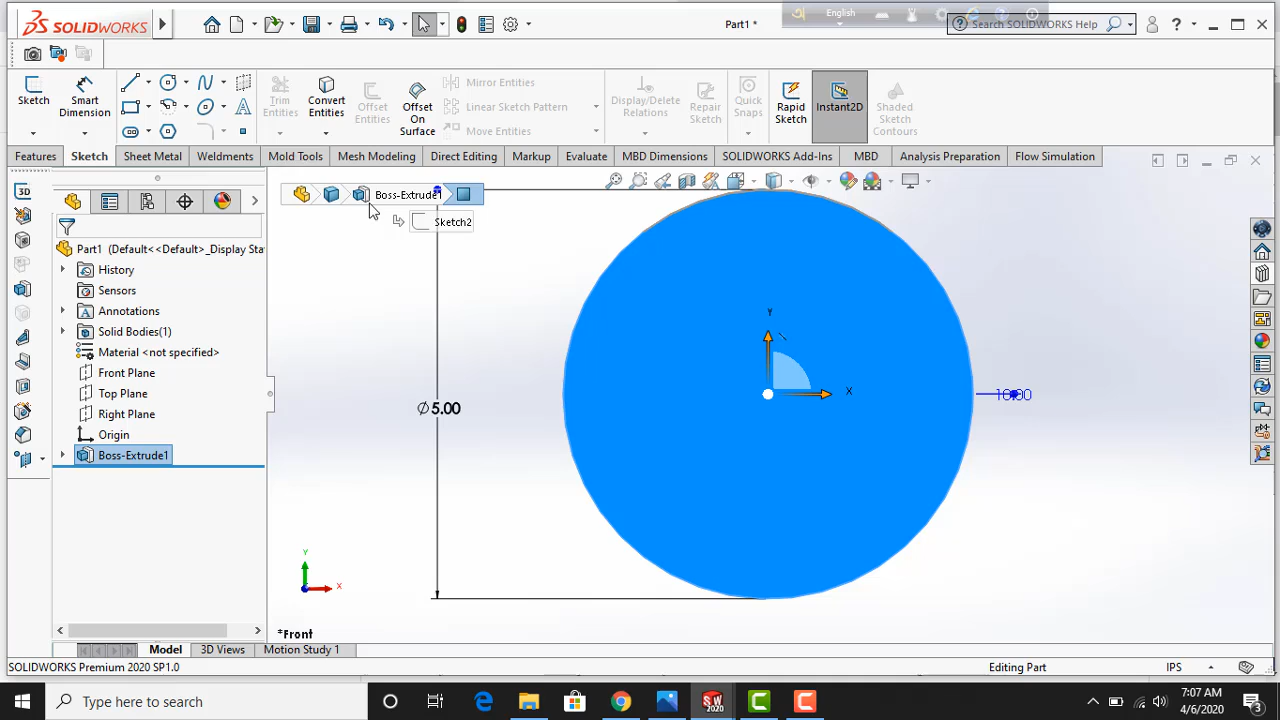 SOLIDWORKS
Part1 *
English
Search SOLIDWORKS Help
Sketch
Smart Dimension
Trim Entities
Convert Entities
Offset Entities
Offset On Surface
Mirror Entities
Linear Sketch Pattern
Move Entities
Display/Delete Relations
Repair Sketch
Quick Snaps
Rapid Sketch
Instant2D
Shaded Sketch Contours
Features
Sketch
Sheet Metal
Weldments
Mold Tools
Mesh Modeling
Direct Editing
Markup
Evaluate
MBD Dimensions
SOLIDWORKS Add-Ins
MBD
Analysis Preparation
Flow Simulation
Boss-Extrude1
Sketch2
Part1 (Default<<Default>_Display Sta
History
Sensors
Annotations
Solid Bodies(1)
Material <not specified>
Front Plane
Top Plane
Right Plane
Origin
Boss-Extrude1
∅5.00
Y
X
10.00
Y
X
*Front
Model
3D Views
Motion Study 1
SOLIDWORKS Premium 2020 SP1.0
Editing Part
IPS
Type here to search
7:07 AM
4/6/2020
3